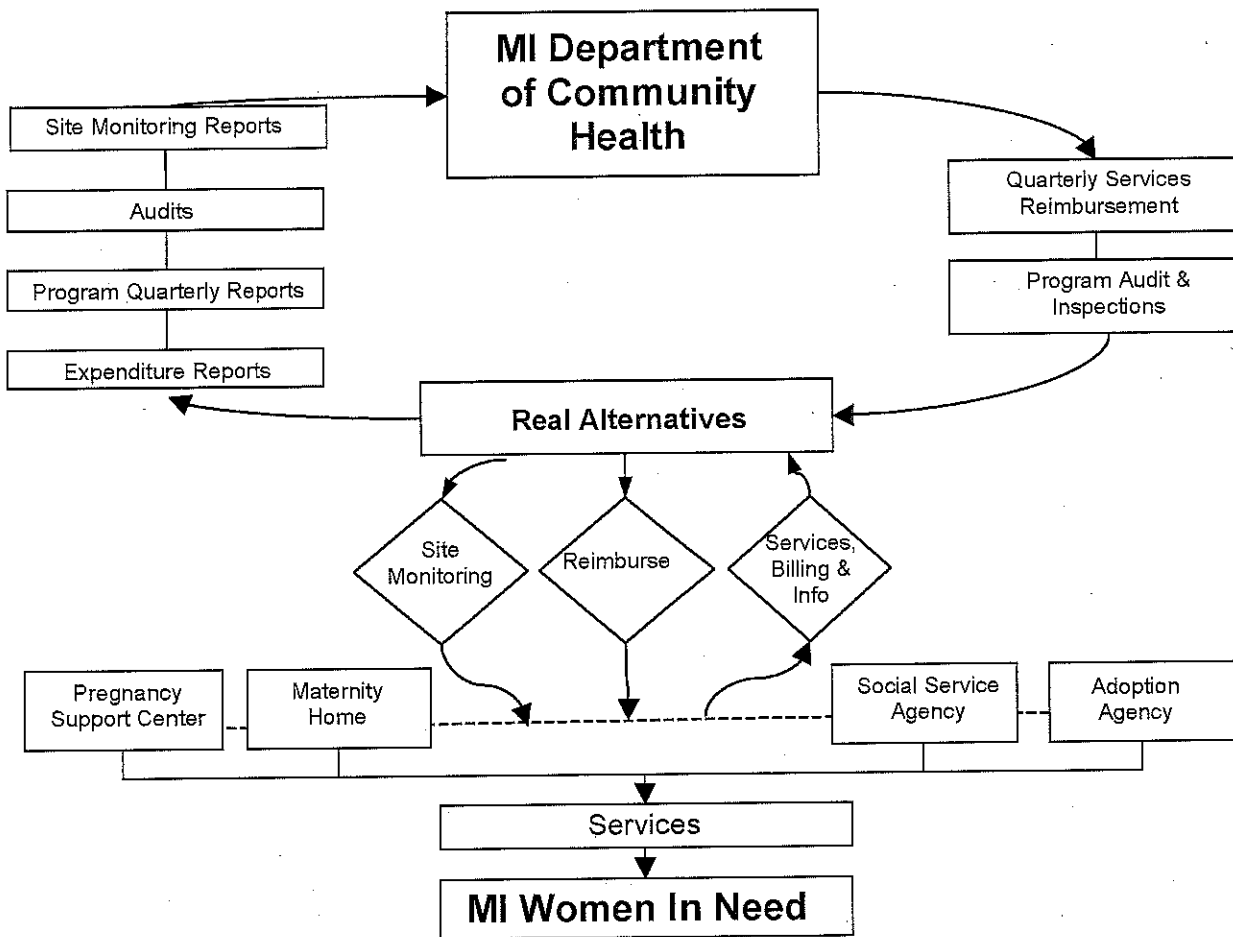 MI Department
of Community
Health
Site Monitoring Reports
Audits
Program Quarterly Reports
Expenditure Reports
Quarterly Services
Reimbursement
Program Audit &
Inspections
Real Alternatives
Site
Monitoring
Reimburse
Services,
Billing &
Info
Pregnancy
Support Center
Maternity
Home
Social Service
Agency
Adoption
Agency
Services
MI Women In Need